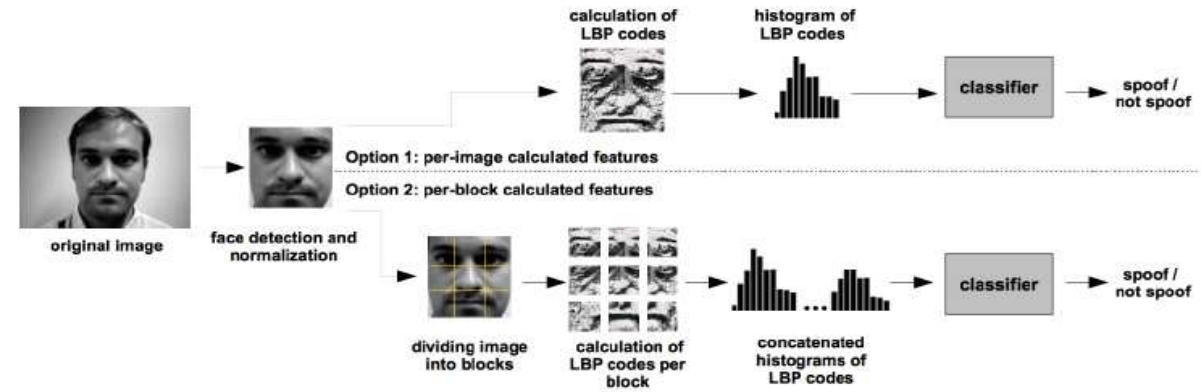 calculation of
LBP codes
histogram of
LBP codes
classifier
spoof /
not spoof
Option 1: per-image calculated features
Option 2: per-block calculated features
original image
face detection and
normalization
dividing image
into blocks
calculation of
LBP codes per
block
concatenated
histograms of
LBP codes
classifier
spoof /
not spoof